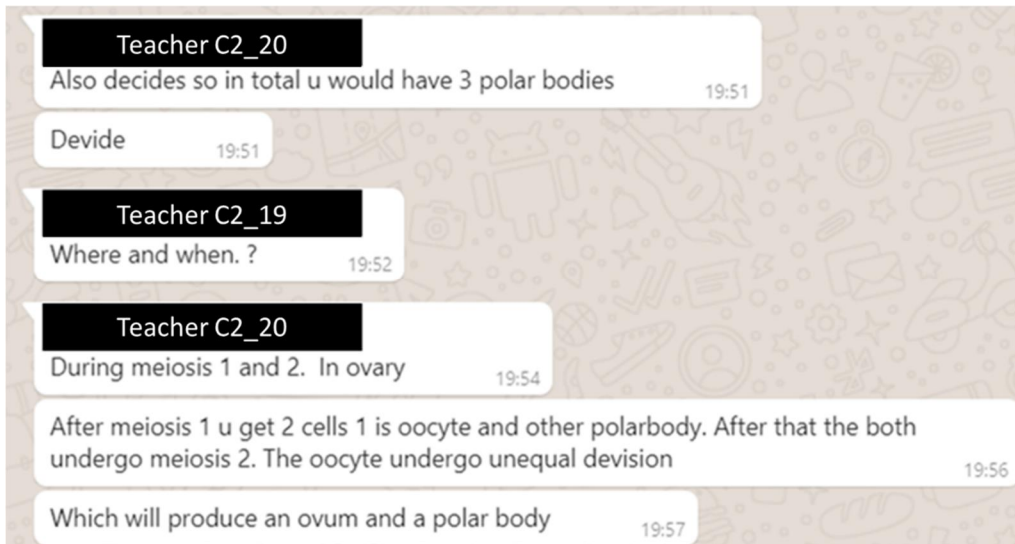 Teacher C2_20
Also decides so in total u would have 3 polar bodies
19:51
Devide
19:51
Teacher C2_19
Where and when. ?
19:52
Teacher C2_20
During meiosis 1 and 2.  In ovary
19:54
After meiosis 1 u get 2 cells 1 is oocyte and other polarbody. After that the both
undergo meiosis 2. The oocyte undergo unequal devision
19:56
Which will produce an ovum and a polar body
19:57